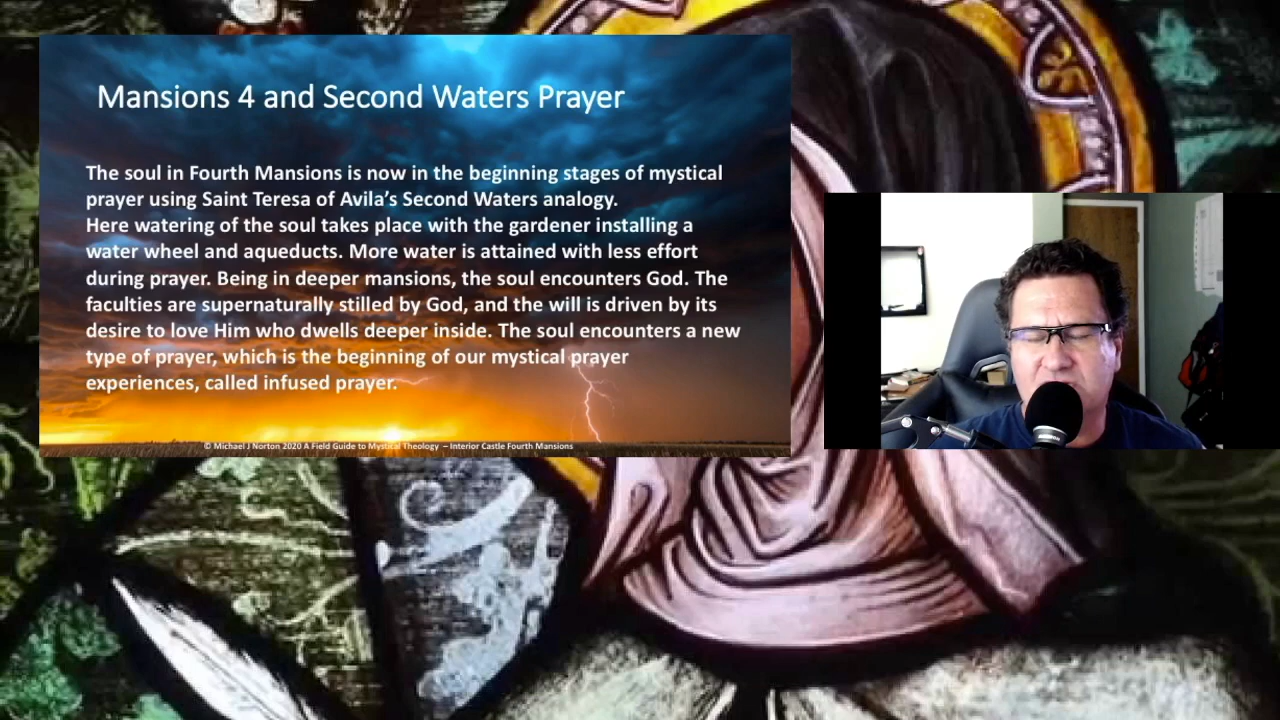 Mansions 4 and Second Waters Prayer
The soul in Fourth Mansions is now in the beginning stages of mystical
prayer using Saint Teresa of Avila’s Second Waters analogy.
Here watering of the soul takes place with the gardener installing a
water wheel and aqueducts. More water is attained with less effort
during prayer. Being in deeper mansions, the soul encounters God. The
faculties are supernaturally stilled by God, and the will is driven by its
desire to love Him who dwells deeper inside. The soul encounters a new
type of prayer, which is the beginning of our mystical prayer
experiences, called infused prayer.
© Michael J Norton 2020 A Field Guide to Mystical Theology – Interior Castle Fourth Mansions